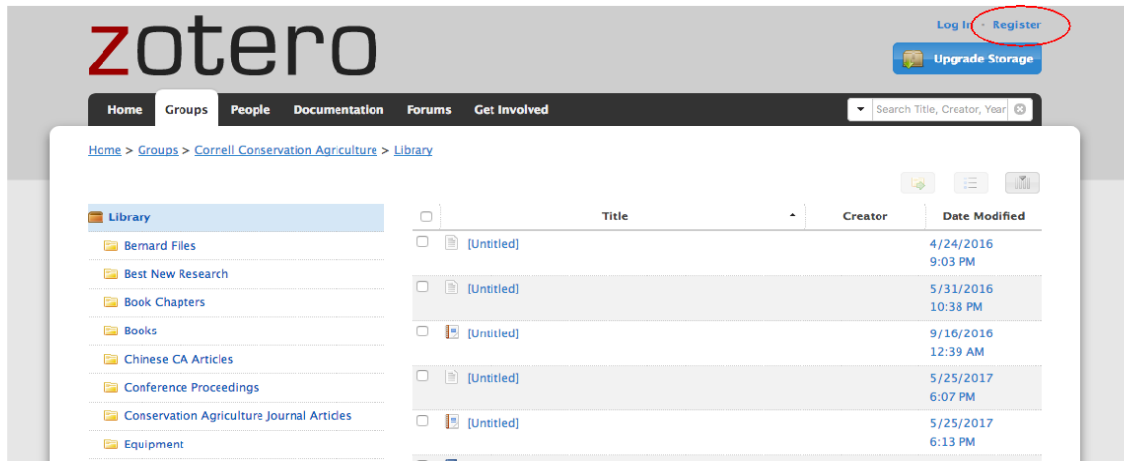 zotero
Log In · Register
Upgrade Storage
Home Groups People Documentation Forums Get Involved
Search Title, Creator, Year
Home > Groups > Cornell Conservation Agriculture > Library
Library
Bernard Files
Best New Research
Book Chapters
Books
Chinese CA Articles
Conference Proceedings
Conservation Agriculture Journal Articles
Equipment
Title Creator Date Modified
[Untitled] 4/24/2016
9:03 PM
[Untitled] 5/31/2016
10:38 PM
[Untitled] 9/16/2016
12:39 AM
[Untitled] 5/25/2017
6:07 PM
[Untitled] 5/25/2017
6:13 PM